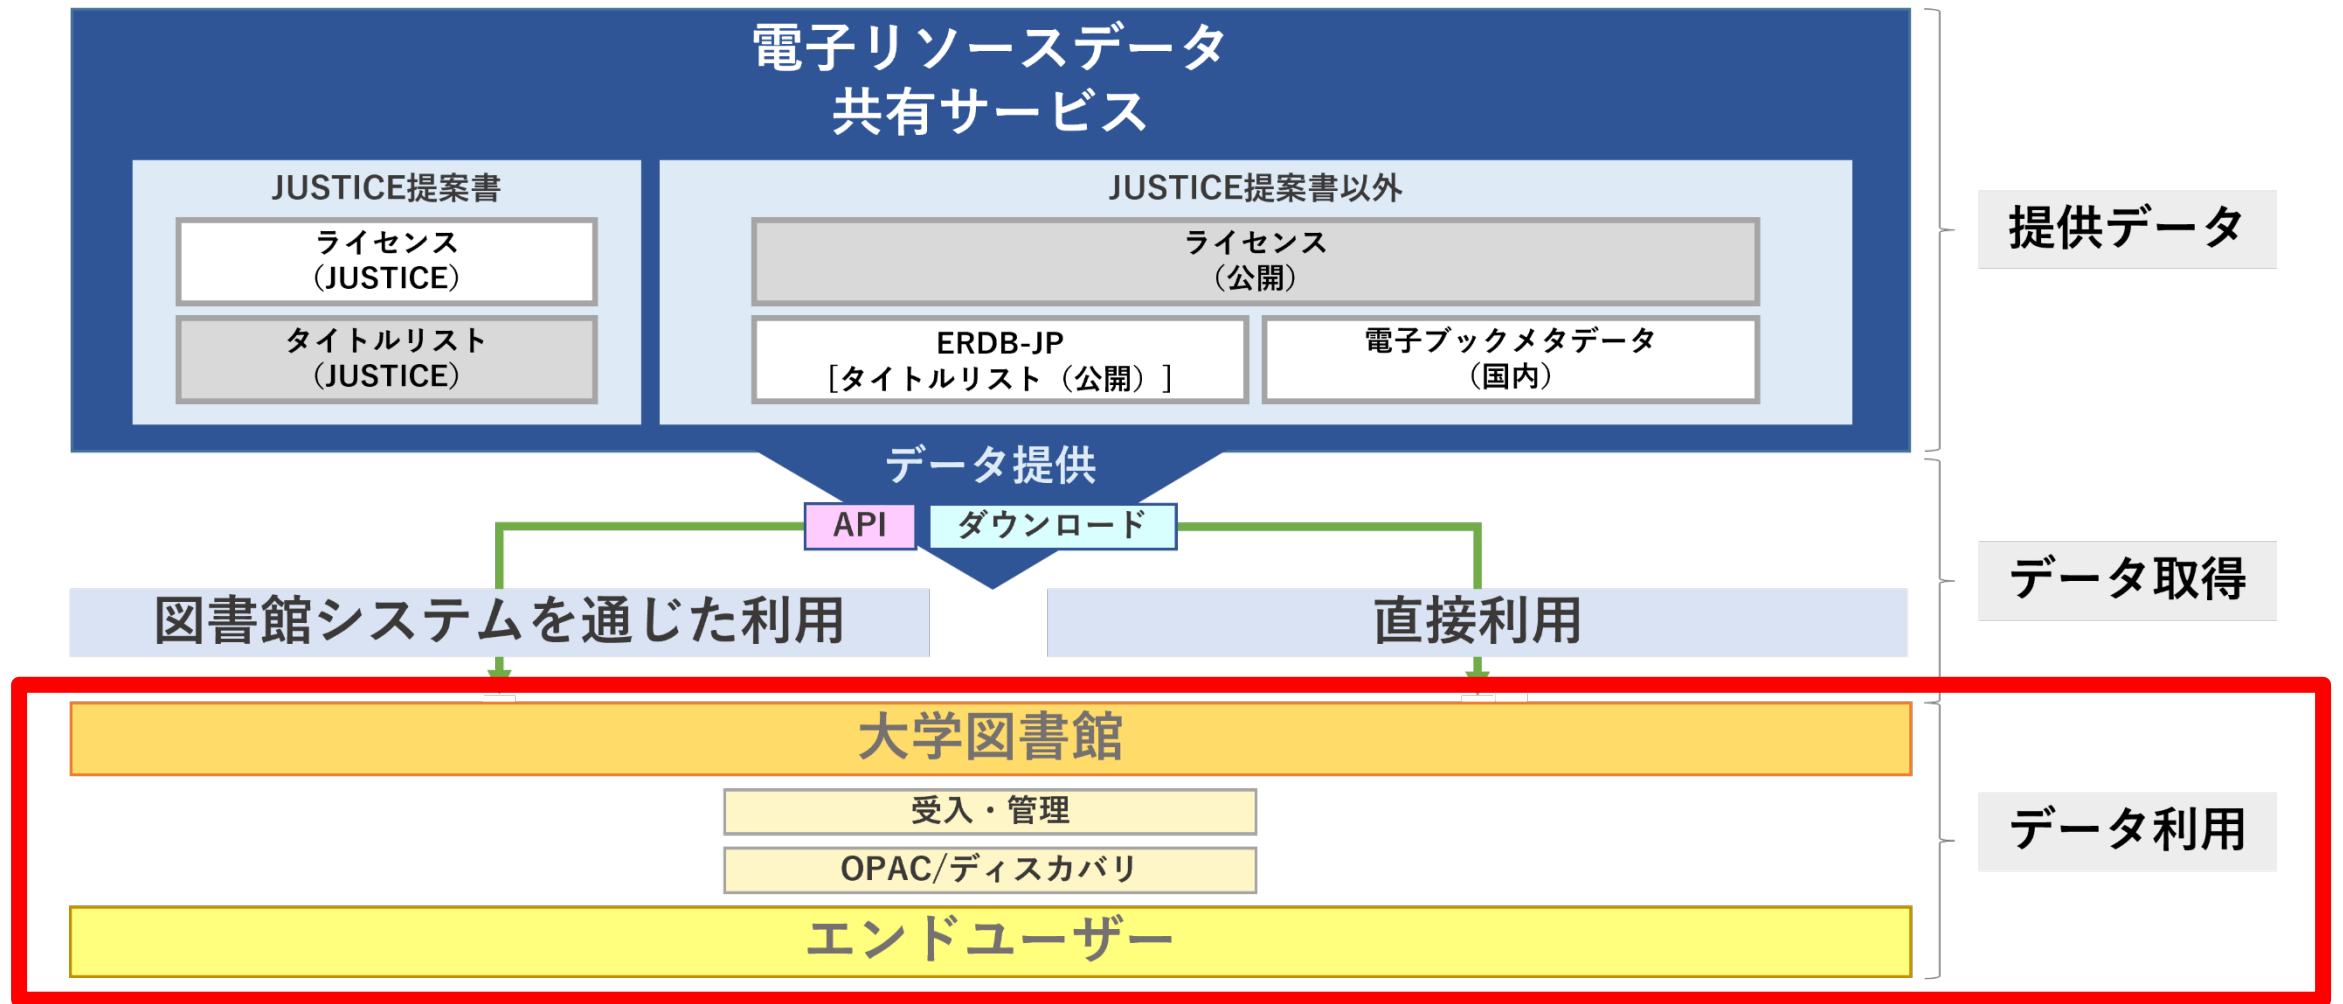 電子リソースデータ
共有サービス
JUSTICE提案書
ライセンス
（JUSTICE）
タイトルリスト
（JUSTICE）
JUSTICE提案書以外
ライセンス
（公開）
ERDB-JP
［タイトルリスト（公開）］
電子ブックメタデータ
（国内）
提供データ
データ提供
API
ダウンロード
データ取得
図書館システムを通じた利用
直接利用
大学図書館
受入・管理
OPAC/ディスカバリ
データ利用
エンドユーザー